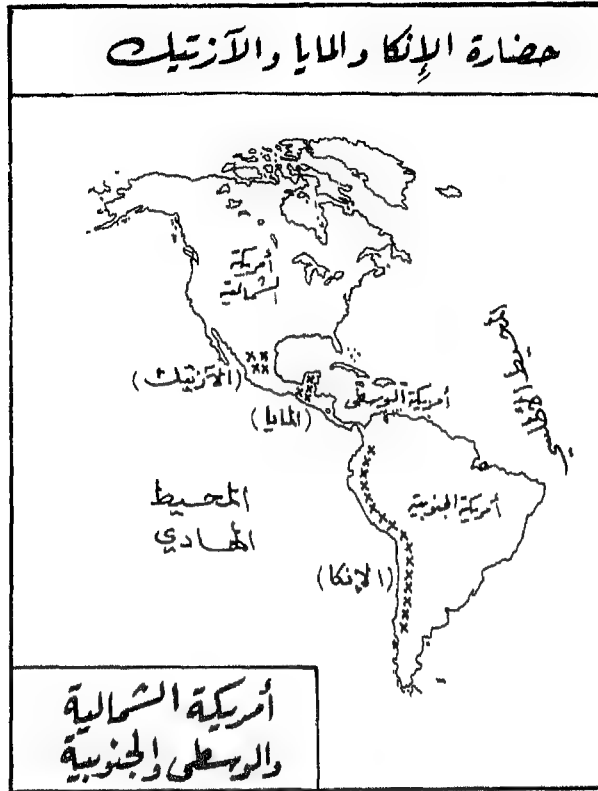 حضارة الإنكا والمايا والآزتيك
أمريكة
الشمالية
(الآزتيك)
أمريكة الوسطى
(المايا)
المحيط الأطلسي
المحيط
الهادي
أمريكة الجنوبية
(الإنكا)
أمريكة الشمالية
والوسطى والجنوبية